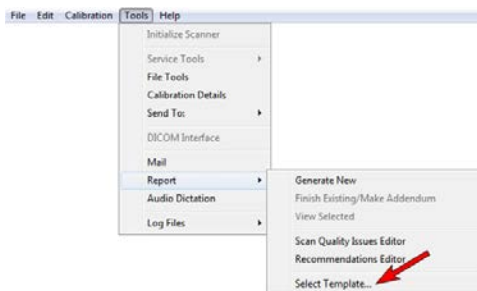 File Edit Calibration Tools Help
Initialize Scanner
Service Tools
File Tools
Calibration Details
Send To:
DICOM Interface
Mail
Report
Audio Dictation
Log Files
Generate New
Finish Existing/Make Addendum
View Selected
Scan Quality Issues Editor
Recommendations Editor
Select Template...